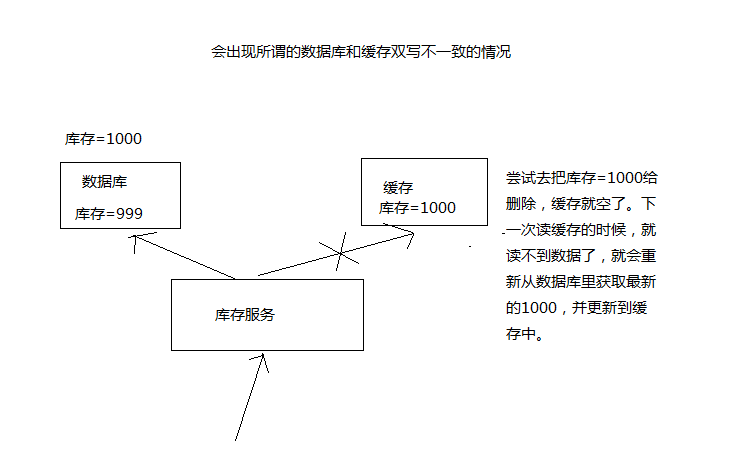 会出现所谓的数据库和缓存双写不一致的情况
库存=1000
数据库
库存=999
缓存
库存=1000
尝试去把库存=1000给
删除，缓存就空了。下
一次读缓存的时候，就
读不到数据了，就会重
新从数据库里获取最新
的1000，并更新到缓
存中。
库存服务